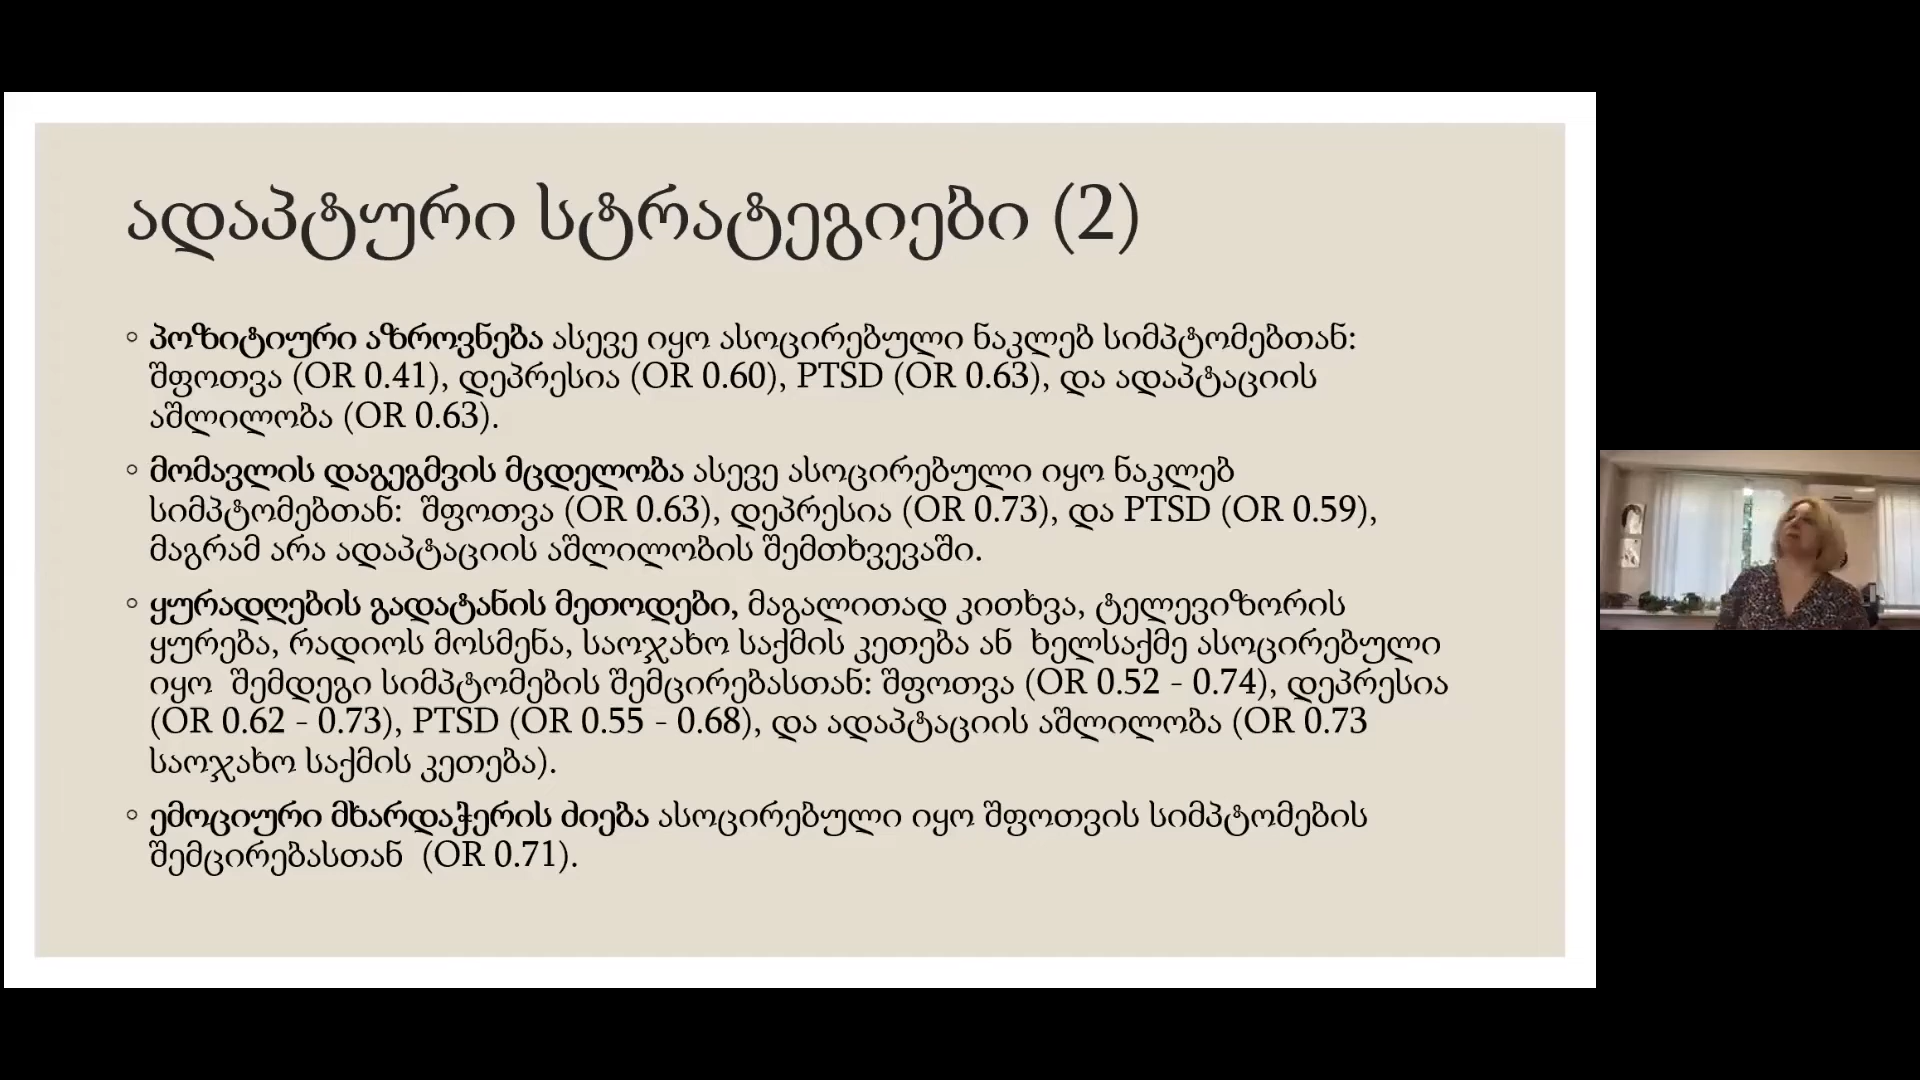 ადაპტური სტრატეგიები (2)
◦ პოზიტიური აზროვნება ასევე იყო ასოცირებული ნაკლებ სიმპტომებთან:
შფოთვა (OR 0.41), დეპრესია (OR 0.60), PTSD (OR 0.63), და ადაპტაციის
აშლილობა (OR 0.63).
◦ მომავლის დაგეგმვის მცდელობა ასევე ასოცირებული იყო ნაკლებ
სიმპტომებთან:  შფოთვა (OR 0.63), დეპრესია (OR 0.73), და PTSD (OR 0.59),
მაგრამ არა ადაპტაციის აშლილობის შემთხვევაში.
◦ ყურადღების გადატანის მეთოდები, მაგალითად კითხვა, ტელევიზორის
ყურება, რადიოს მოსმენა, საოჯახო საქმის კეთება ან  ხელსაქმე ასოცირებული
იყო  შემდეგი სიმპტომების შემცირებასთან: შფოთვა (OR 0.52 - 0.74), დეპრესია
(OR 0.62 - 0.73), PTSD (OR 0.55 - 0.68), და ადაპტაციის აშლილობა (OR 0.73
საოჯახო საქმის კეთება).
◦ ემოციური მხარდაჭერის ძიება ასოცირებული იყო შფოთვის სიმპტომების
შემცირებასთან  (OR 0.71).